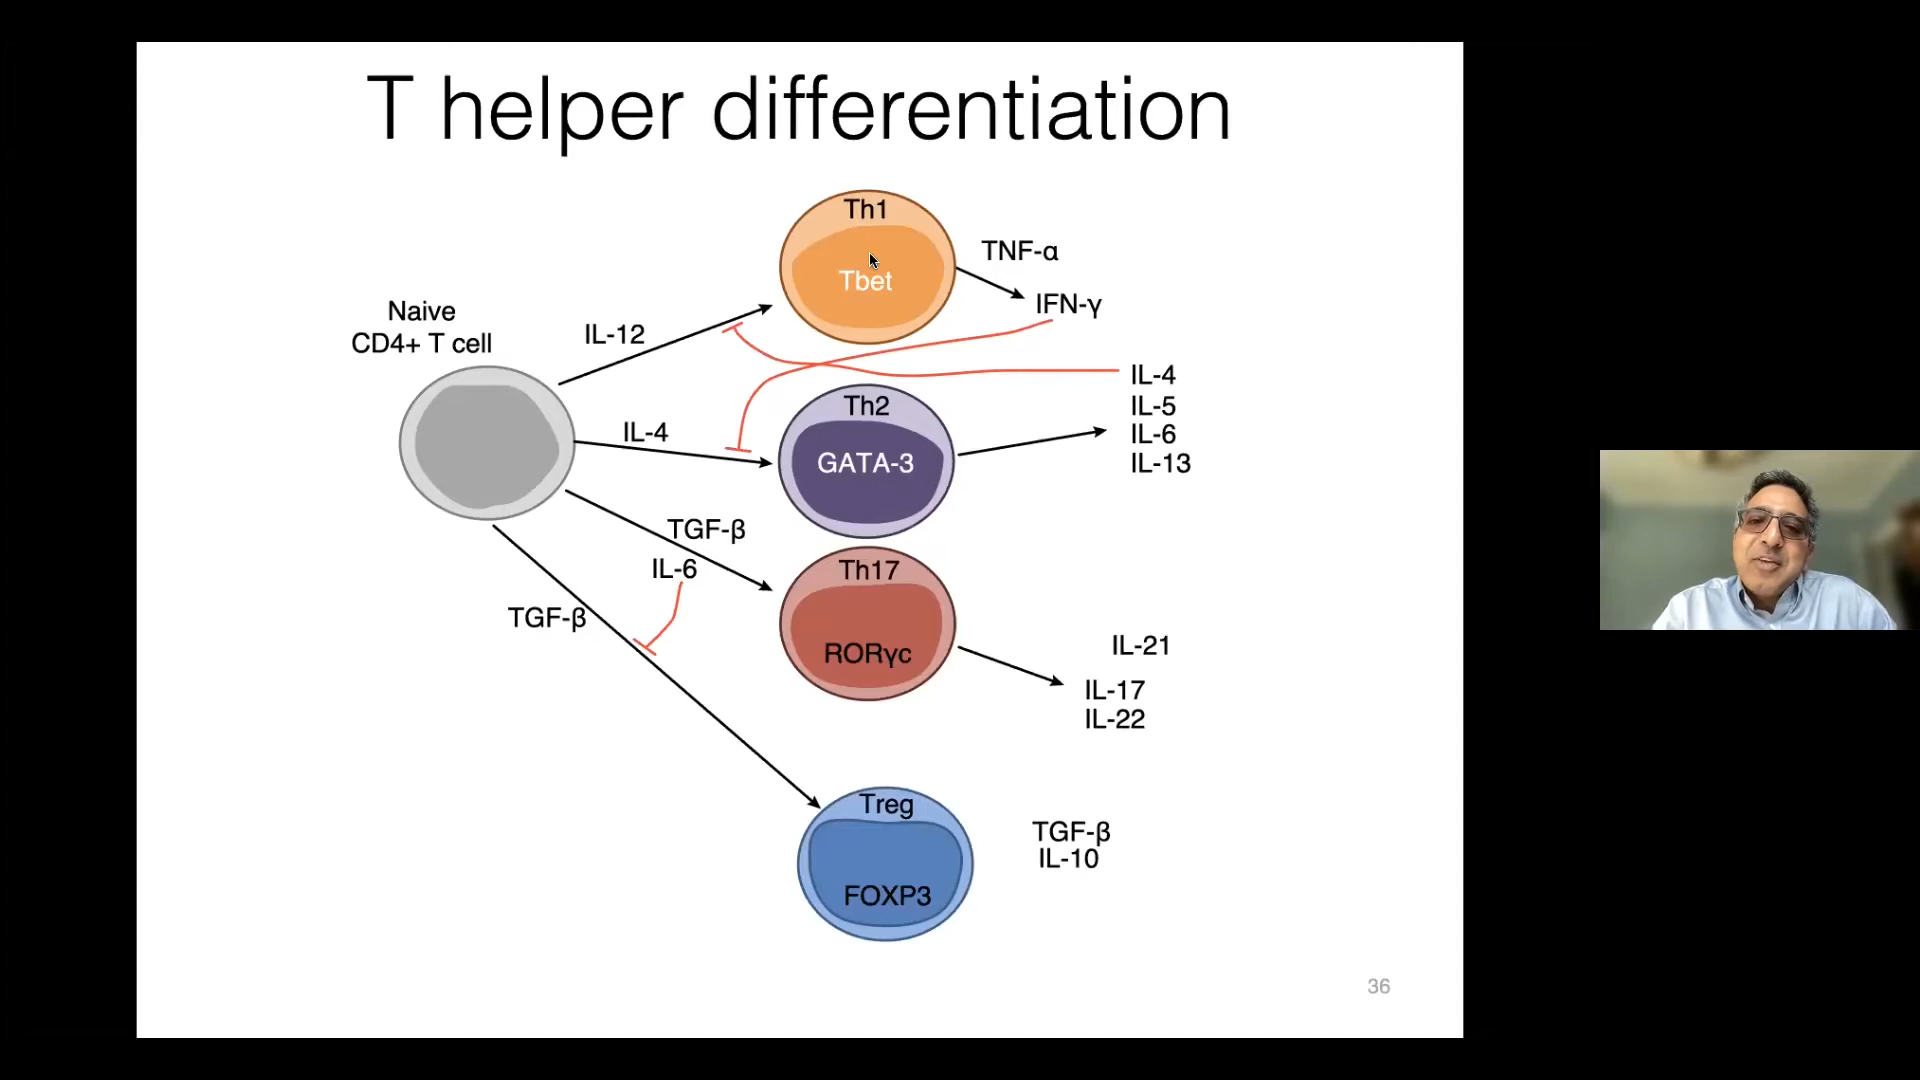 T helper differentiation
Th1
Tbet
TNF-α
IFN-γ
Naive
CD4+ T cell
IL-12
IL-4
IL-5
IL-6
IL-13
Th2
GATA-3
IL-4
TGF-β
IL-6
TGF-β
Th17
RORγc
IL-21
IL-17
IL-22
Treg
FOXP3
TGF-β
IL-10
36